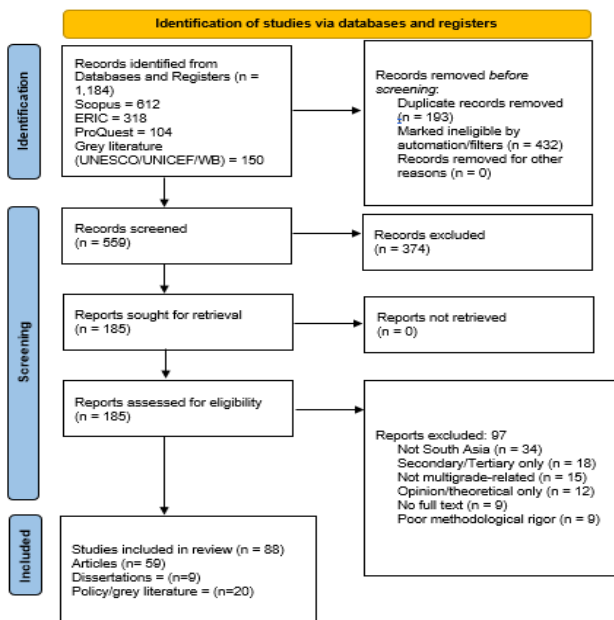 Identification of studies via databases and registers
Identification
Records identified from
Databases and Registers (n =
1,184)
Scopus = 612
ERIC = 318
ProQuest = 104
Grey literature
(UNESCO/UNICEF/WB) = 150
Records removed before
screening:
Duplicate records removed
(n = 193)
Marked ineligible by
automation/filters (n = 432)
Records removed for other
reasons (n = 0)
Screening
Records screened
(n = 559)
Records excluded
(n = 374)
Reports sought for retrieval
(n = 185)
Reports not retrieved
(n = 0)
Reports assessed for eligibility
(n = 185)
Reports excluded: 97
Not South Asia (n = 34)
Secondary/Tertiary only (n = 18)
Not multigrade-related (n = 15)
Opinion/theoretical only (n = 12)
No full text (n = 9)
Poor methodological rigor (n = 9)
Included
Studies included in review (n = 88)
Articles (n= 59)
Dissertations = (n=9)
Policy/grey literature = (n=20)